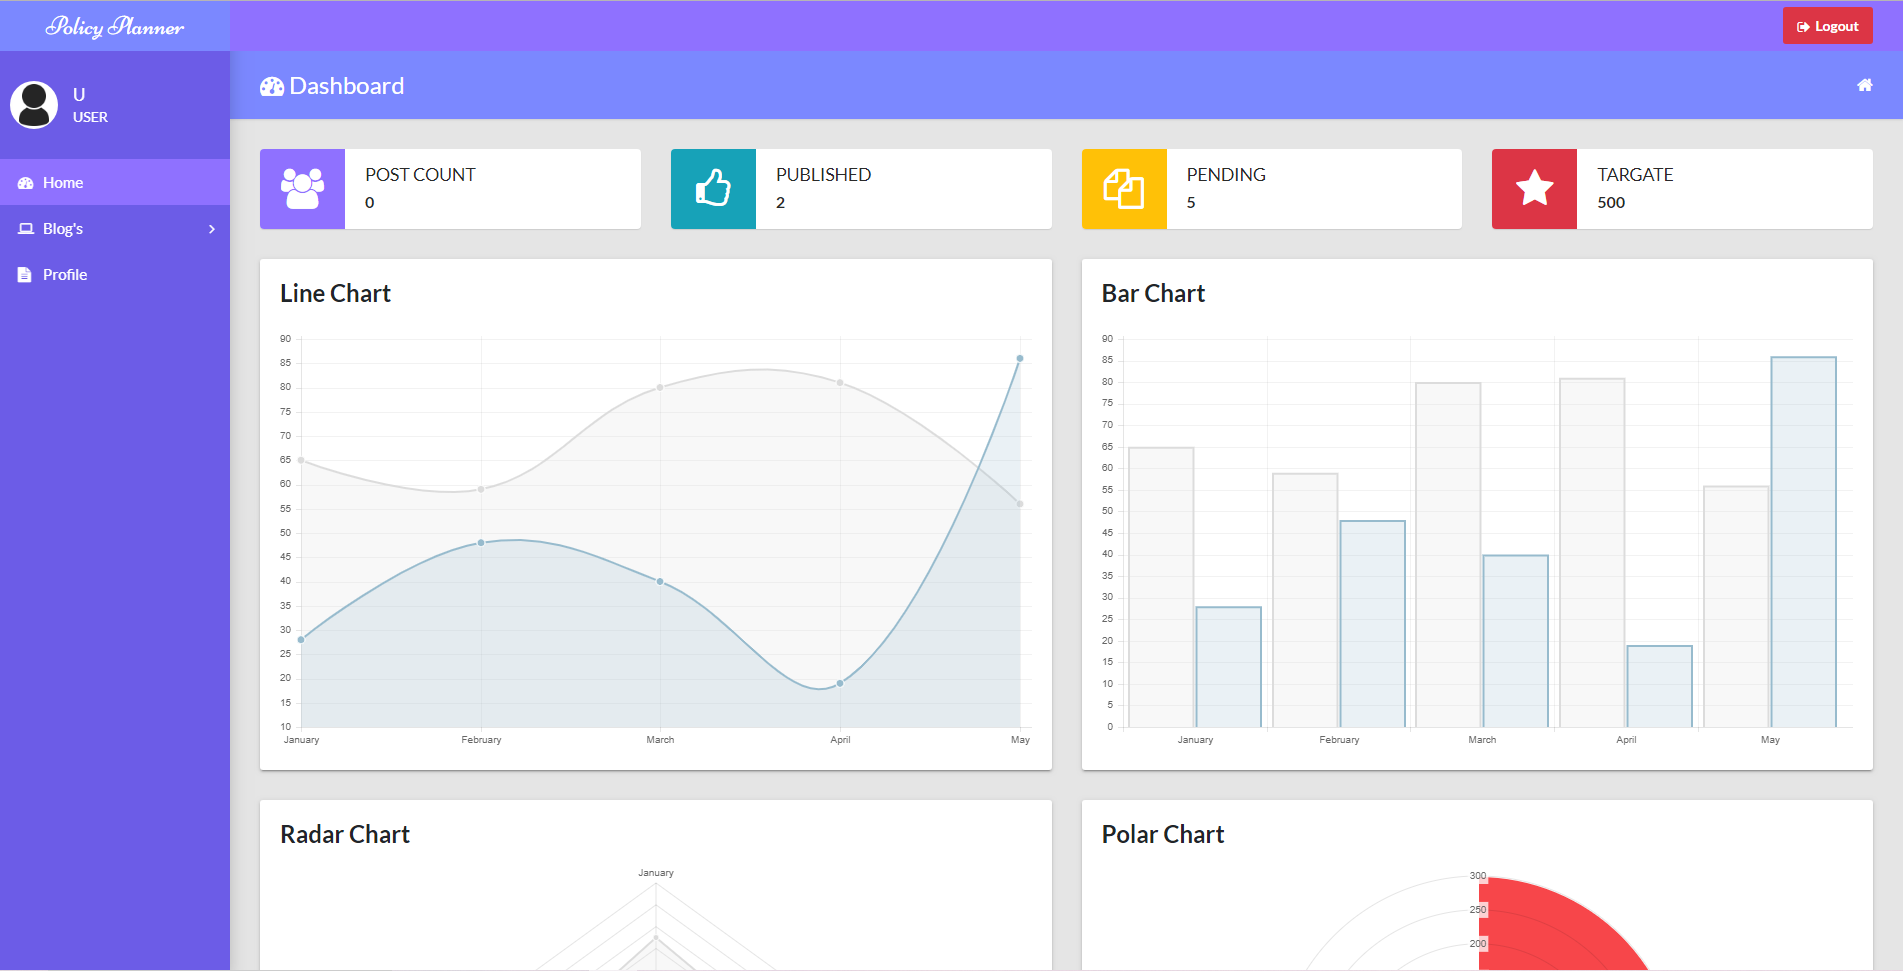 Policy Planner
Logout
U
USER
Dashboard
Home
Blog's
Profile
POST COUNT
0
PUBLISHED
2
PENDING
5
TARGATE
500
Line Chart
90
85
80
75
70
65
60
55
50
45
40
35
30
25
20
15
10
January February March April May
Bar Chart
90
85
80
75
70
65
60
55
50
45
40
35
30
25
20
15
10
5
0
January February March April May
Radar Chart
January
Polar Chart
300
250
200